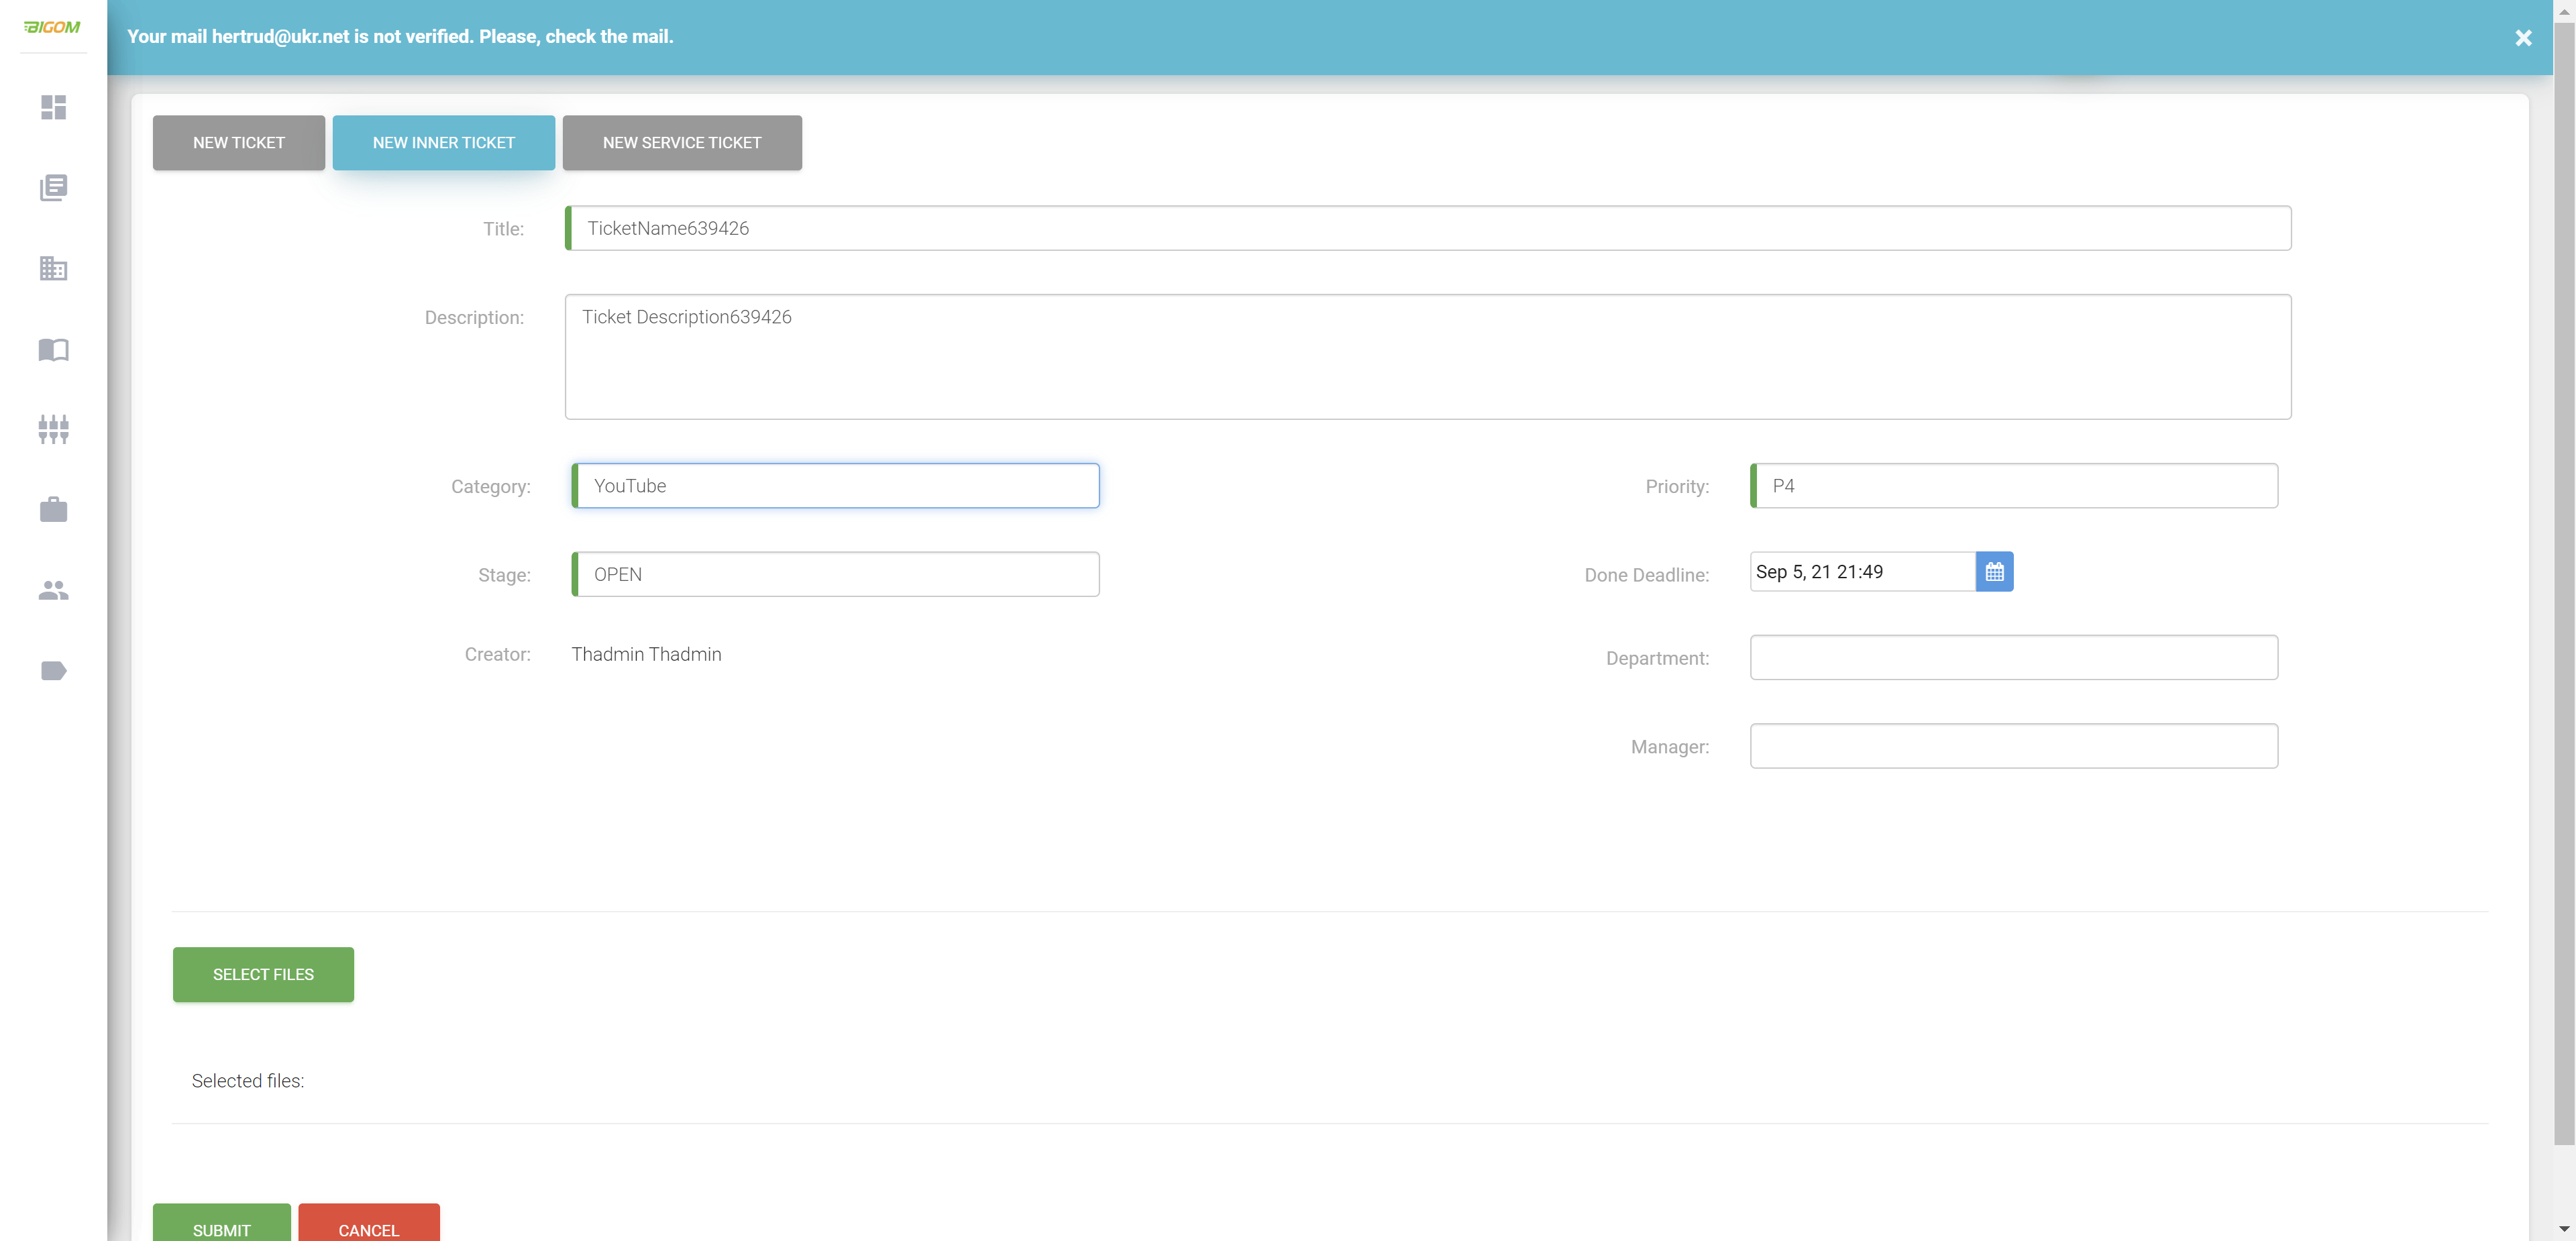 BIGOM
Your mail hertrud@ukr.net is not verified. Please, check the mail.
NEW TICKET
NEW INNER TICKET
NEW SERVICE TICKET
Title:
TicketName639426
Description:
Ticket Description639426
Category:
YouTube
Priority:
P4
Stage:
OPEN
Done Deadline:
Sep 5, 21 21:49
Creator:
Thadmin Thadmin
Department:
Manager:
SELECT FILES
Selected files:
SUBMIT
CANCEL